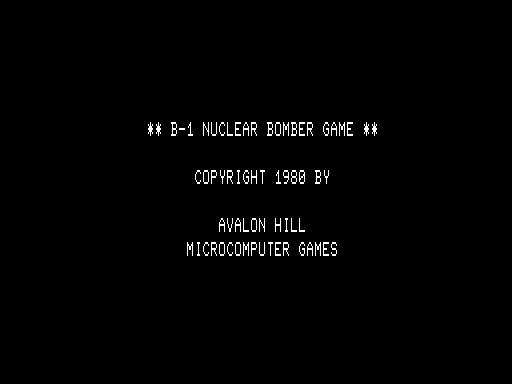 ** B-1 NUCLEAR BOMBER GAME **
COPYRIGHT 1980 BY
AVALON HILL
MICROCOMPUTER GAMES